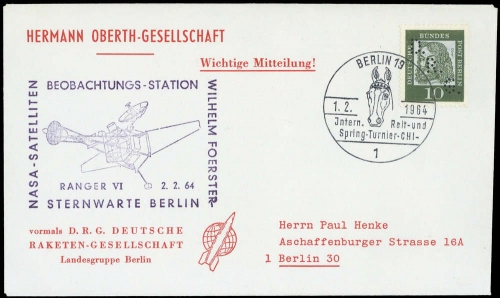 HERMANN OBERTH-GESELLSCHAFT
Wichtige Mitteilung!
NASA-SATELLITEN
BEOBACHTUNGS-STATION
WILHELM FOERSTER-
RANGER VI 2.2.64
STERNWARTE BERLIN
vormals D. R. G. DEUTSCHE
RAKETEN-GESELLSCHAFT
Landesgruppe Berlin
BERLIN 19
1.2. 1964
Intern. Reit-und
Spring-Turnier-CHI-
1
DEUTSCHE
BUNDES
POST BERLIN
10
Herrn Paul Henke
Aschaffenburger Strasse 16A
1 Berlin 30